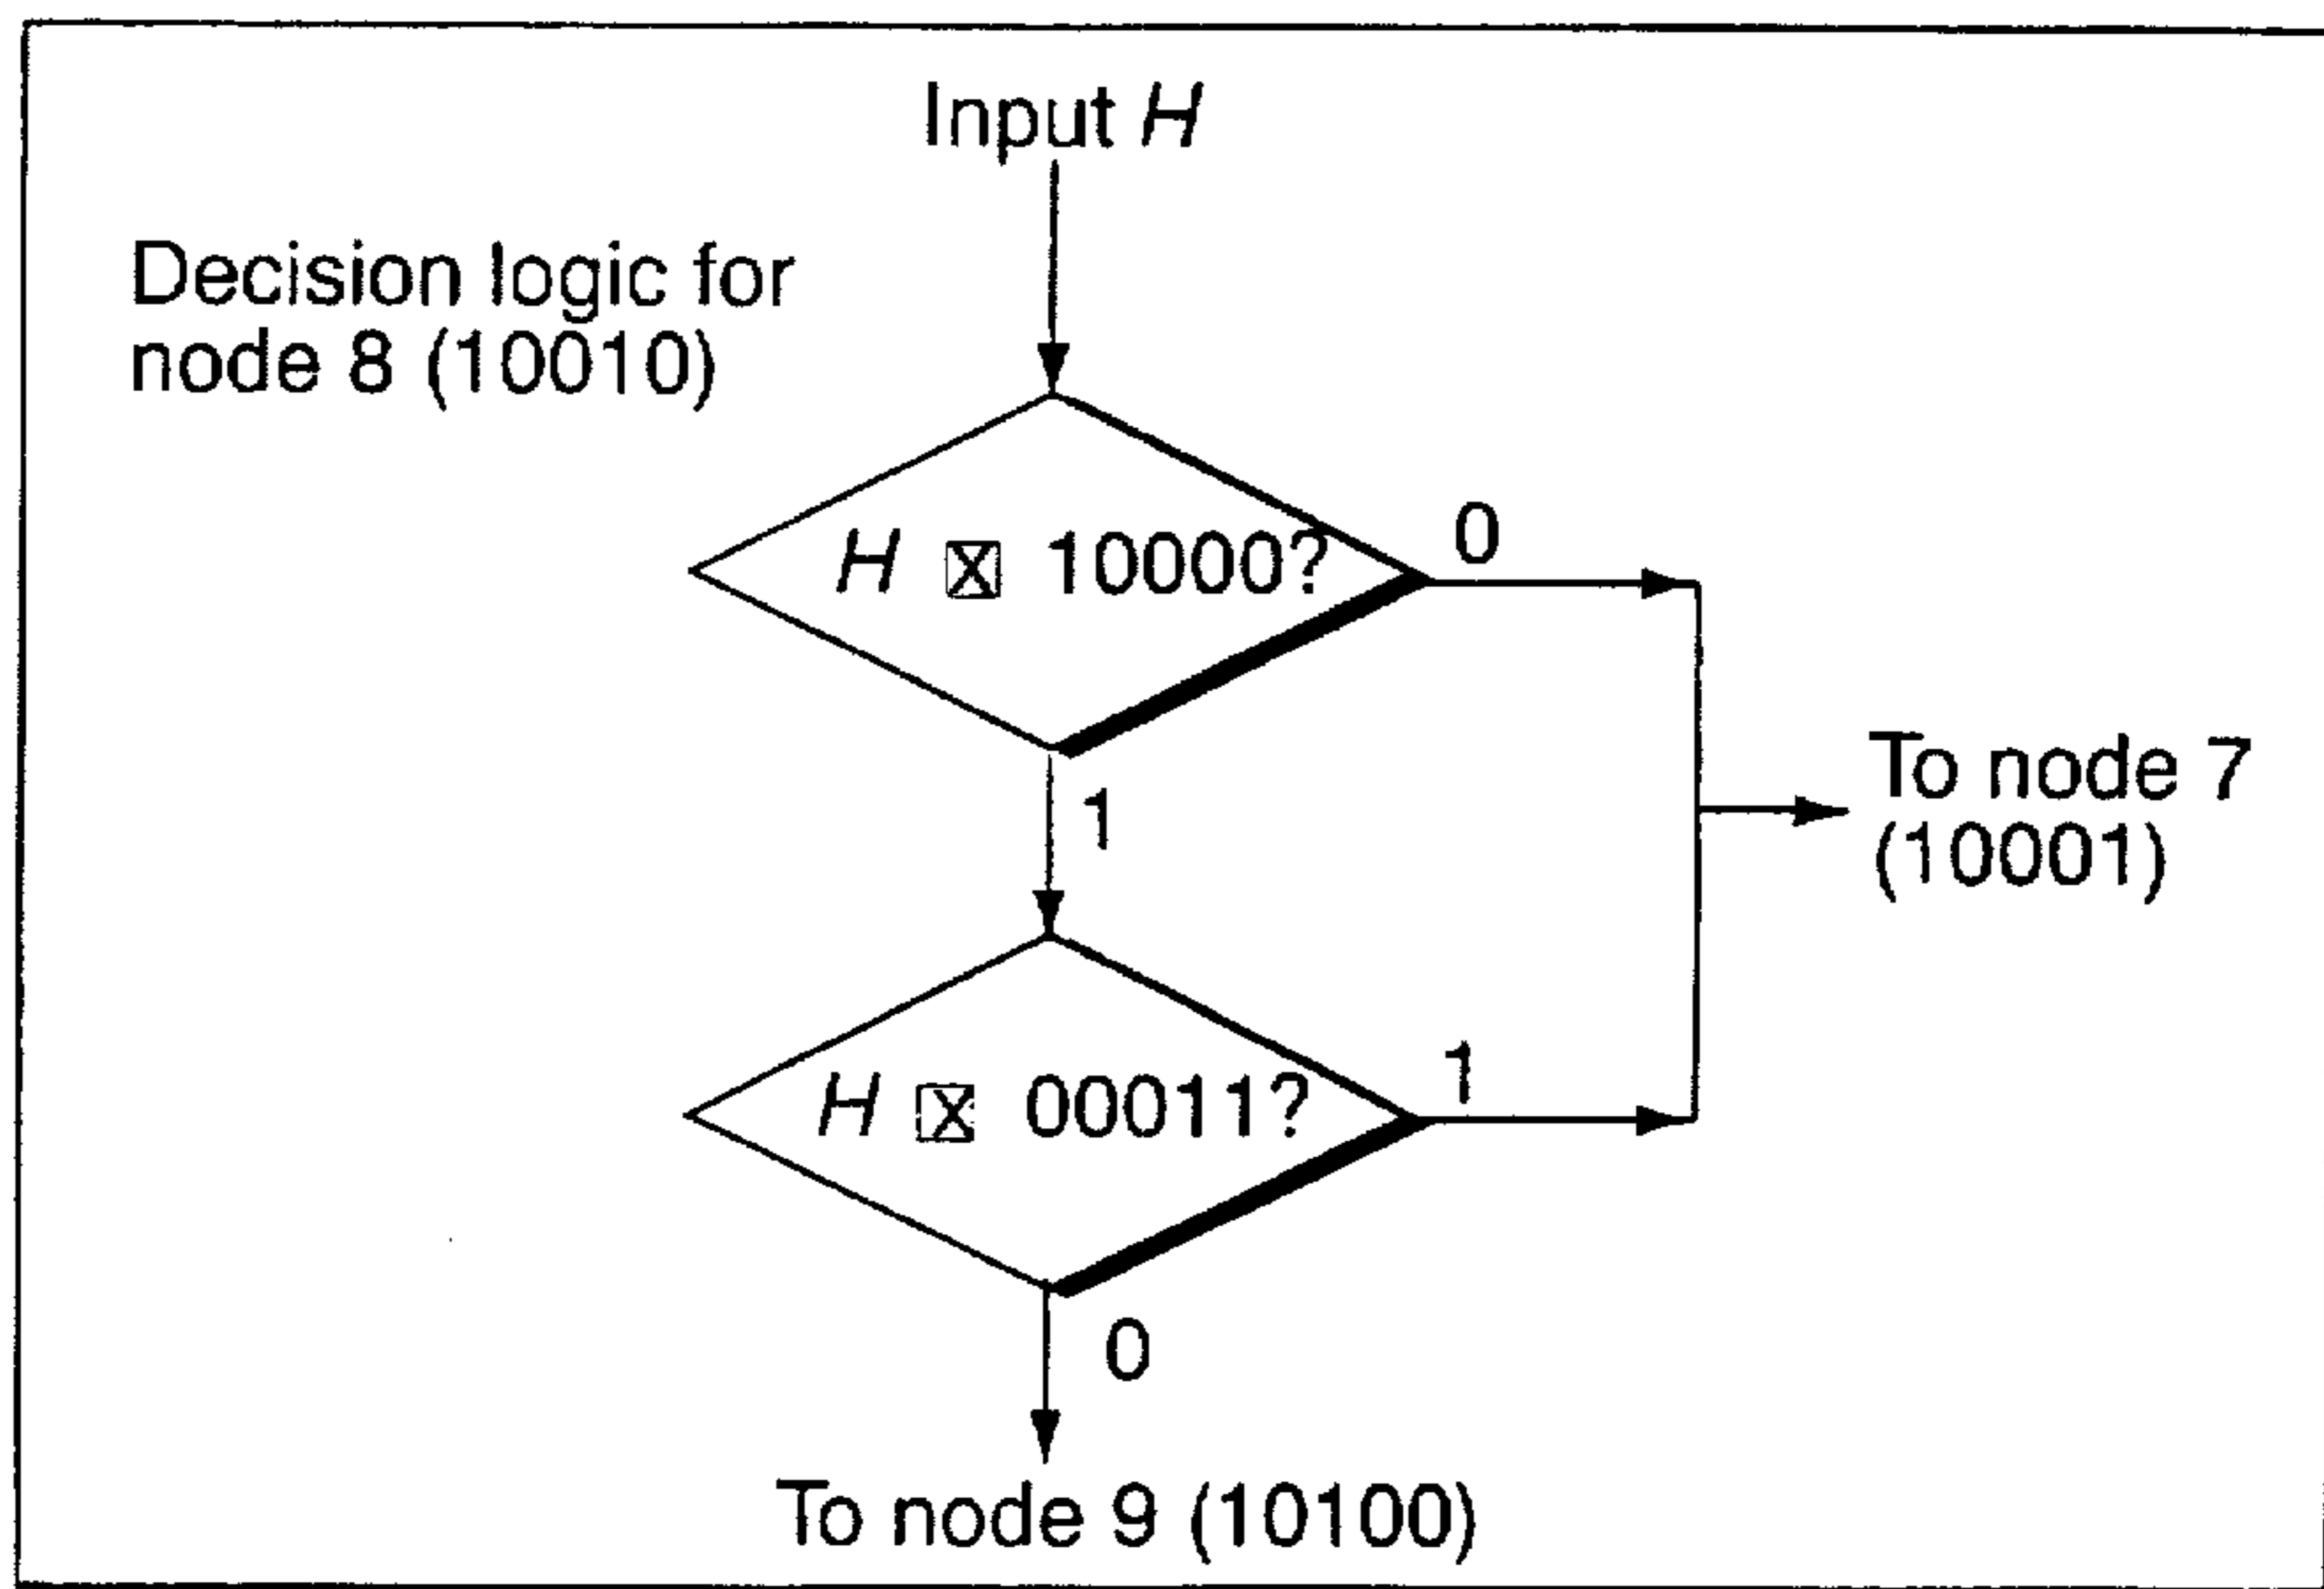 Input H
Decision logic for
node 8 (10010)
H ☒ 10000?
0
1
To node 7
(10001)
H ☒ 00011?
1
0
To node 9 (10100)